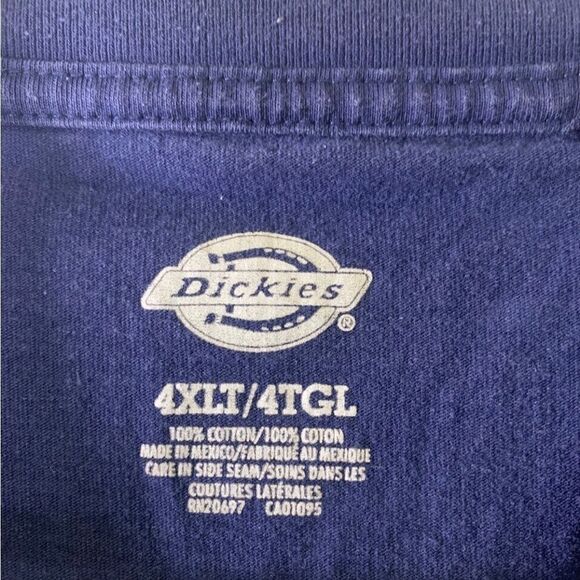 Dickies
®
4XLT/4TGL
100% COTTON/100% COTON
MADE IN MEXICO/FABRIQUÉ AU MEXIQUE
CARE IN SIDE SEAM/SOINS DANS LES
COUTURES LATÉRALES
RN20697 CA01095